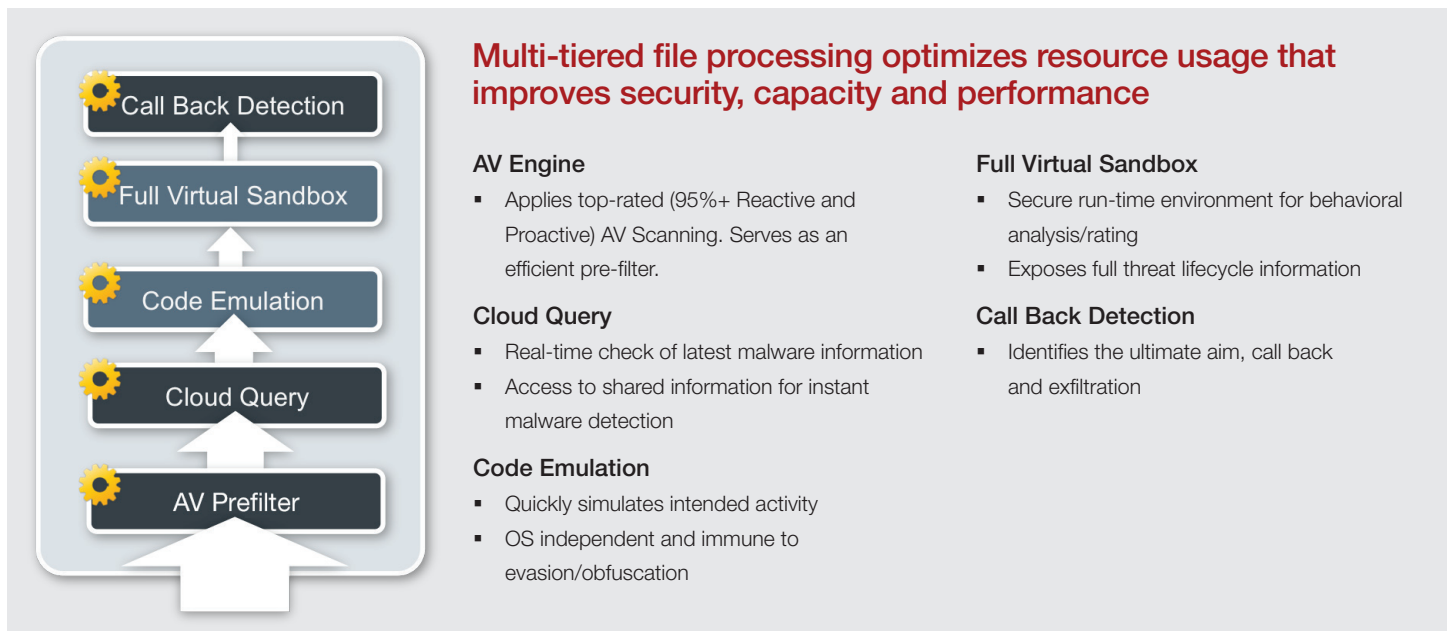 Call Back Detection
Full Virtual Sandbox
Code Emulation
Cloud Query
AV Prefilter
Multi-tiered file processing optimizes resource usage that
improves security, capacity and performance
AV Engine
▪ Applies top-rated (95%+ Reactive and
Proactive) AV Scanning. Serves as an
efficient pre-filter.
Cloud Query
▪ Real-time check of latest malware information
▪ Access to shared information for instant
malware detection
Code Emulation
▪ Quickly simulates intended activity
▪ OS independent and immune to
evasion/obfuscation
Full Virtual Sandbox
▪ Secure run-time environment for behavioral
analysis/rating
▪ Exposes full threat lifecycle information
Call Back Detection
▪ Identifies the ultimate aim, call back
and exfiltration